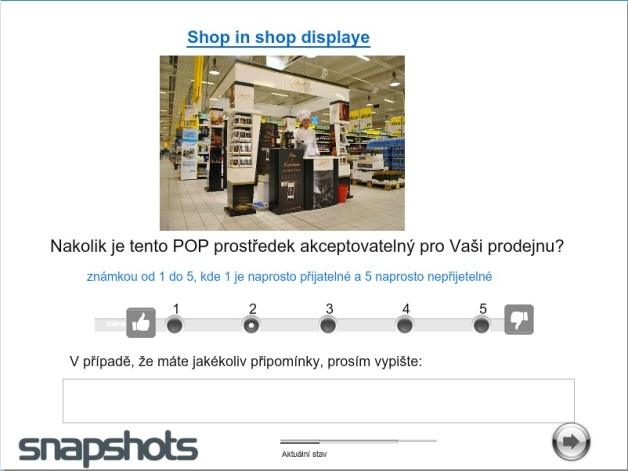 Shop in shop displaye
Nakolik je tento POP prostředek akceptovatelný pro Vaši prodejnu?
známkou od 1 do 5, kde 1 je naprosto přijatelné a 5 naprosto nepřijetelné
1 2 3 4 5
V případě, že máte jakékoliv připomínky, prosím vypište:
snapshots
Aktuální stav